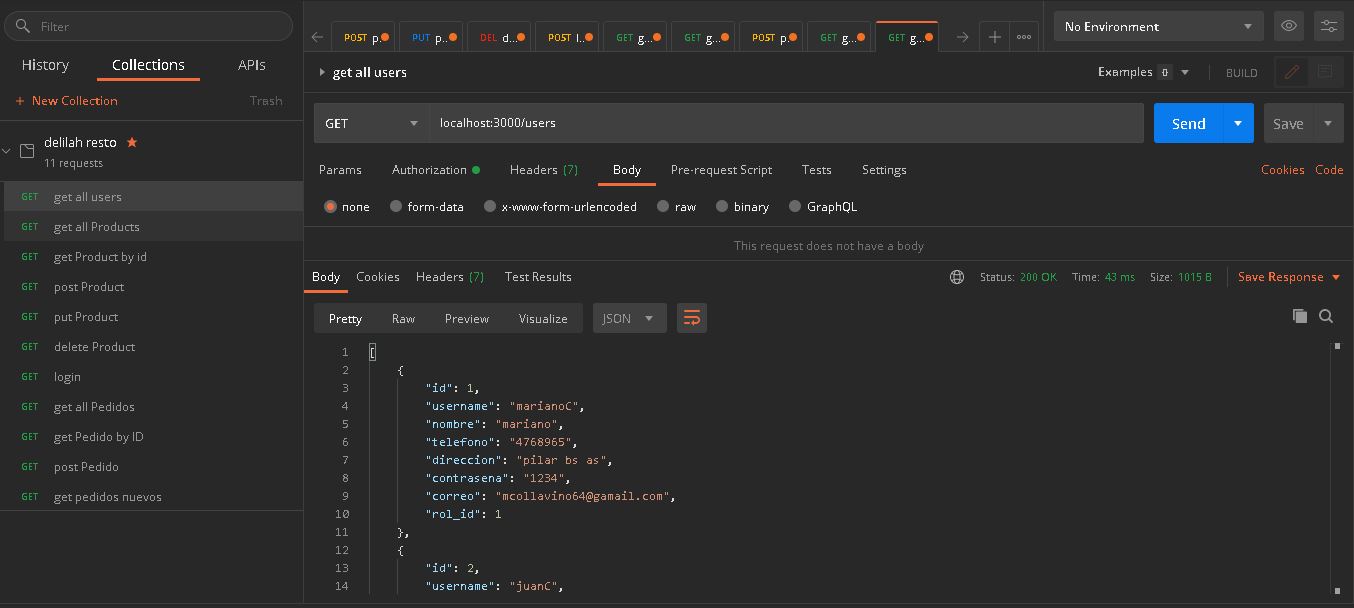 Filter
History Collections APIs
+ New Collection Trash
delilah resto
11 requests
GET get all users
GET get all Products
GET get Product by id
GET post Product
GET put Product
GET delete Product
GET login
GET get all Pedidos
GET get Pedido by ID
GET post Pedido
GET get pedidos nuevos
POST p. PUT p.. DEL d... POST l.. GET g... GET g... POST p. GET g... GET g... + ooo No Environment
get all users Examples 0 BUILD
GET localhost:3000/users Send Save
Params Authorization Headers (7) Body Pre-request Script Tests Settings Cookies Code
none form-data x-www-form-urlencoded raw binary GraphQL
This request does not have a body
Body Cookies Headers (7) Test Results Status: 200 OK Time: 43 ms Size: 1015 B Save Response
Pretty Raw Preview Visualize JSON
1 [
2 {
3 "id": 1,
4 "username": "marianoC",
5 "nombre": "mariano",
6 "telefono": "4768965",
7 "direccion": "pilar bs as",
8 "contrasena": "1234",
9 "correo": "mcollavino64@gamail.com",
10 "rol_id": 1
11 },
12 {
13 "id": 2,
14 "username": "juanC",